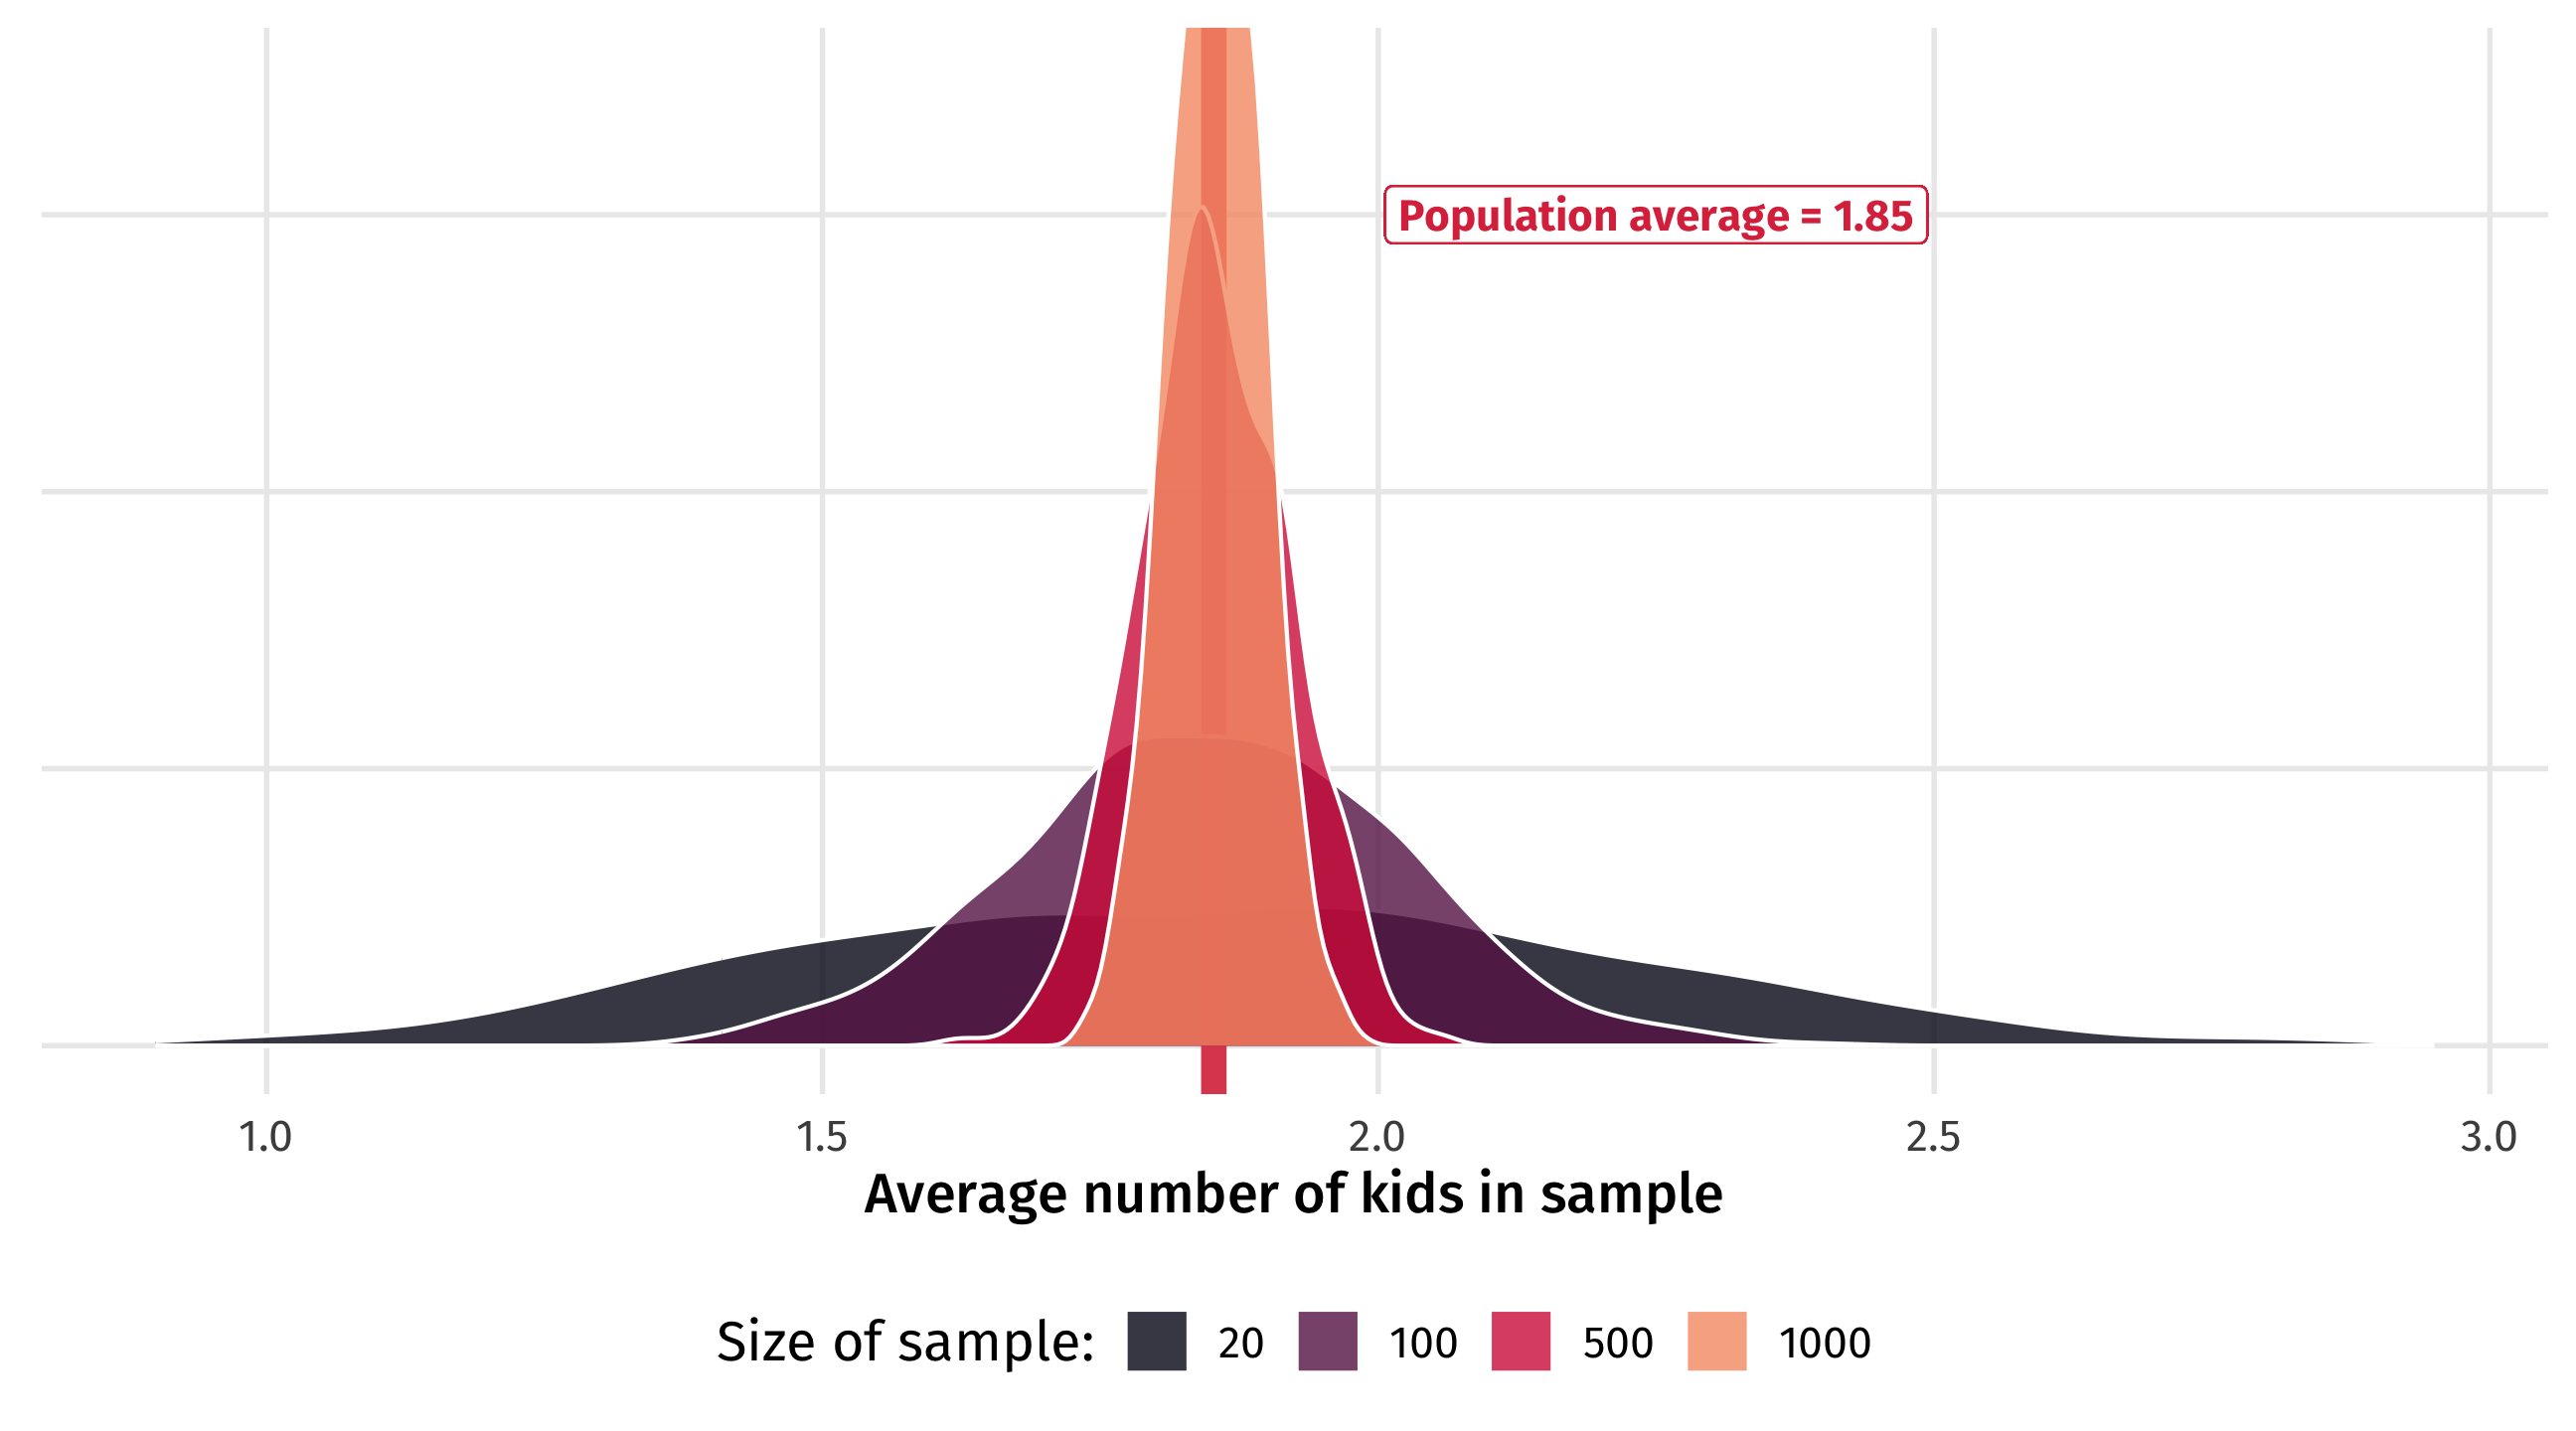 Population average = 1.85
1.0 1.5 2.0 2.5 3.0
Average number of kids in sample
Size of sample: 20 100 500 1000